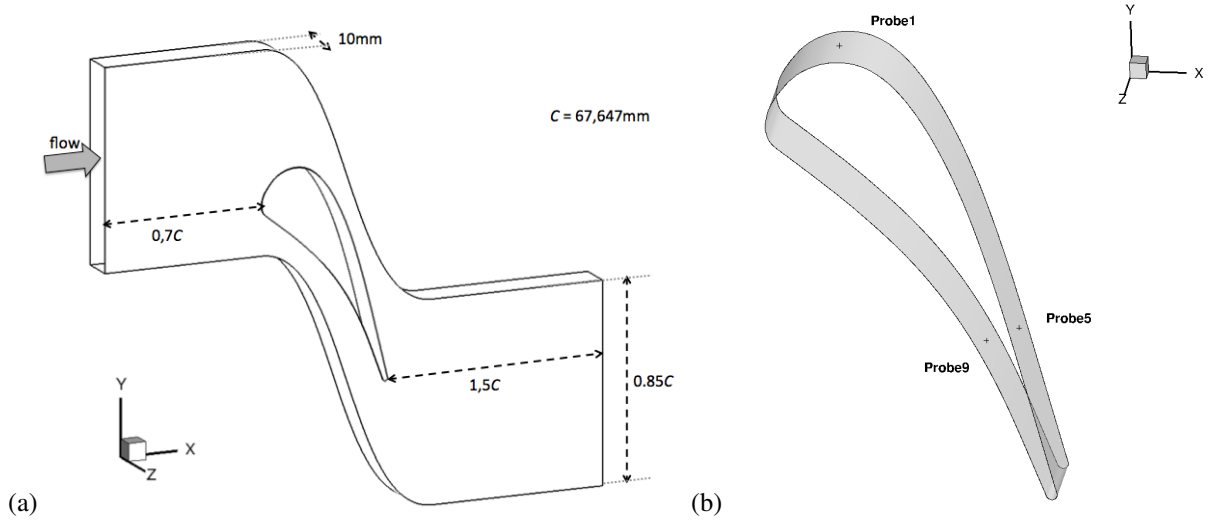 10mm
C = 67,647mm
flow
0,7C
1,5C
0.85C
Y
X
Z
(a)
Probe1
Y
X
Z
Probe5
Probe9
(b)